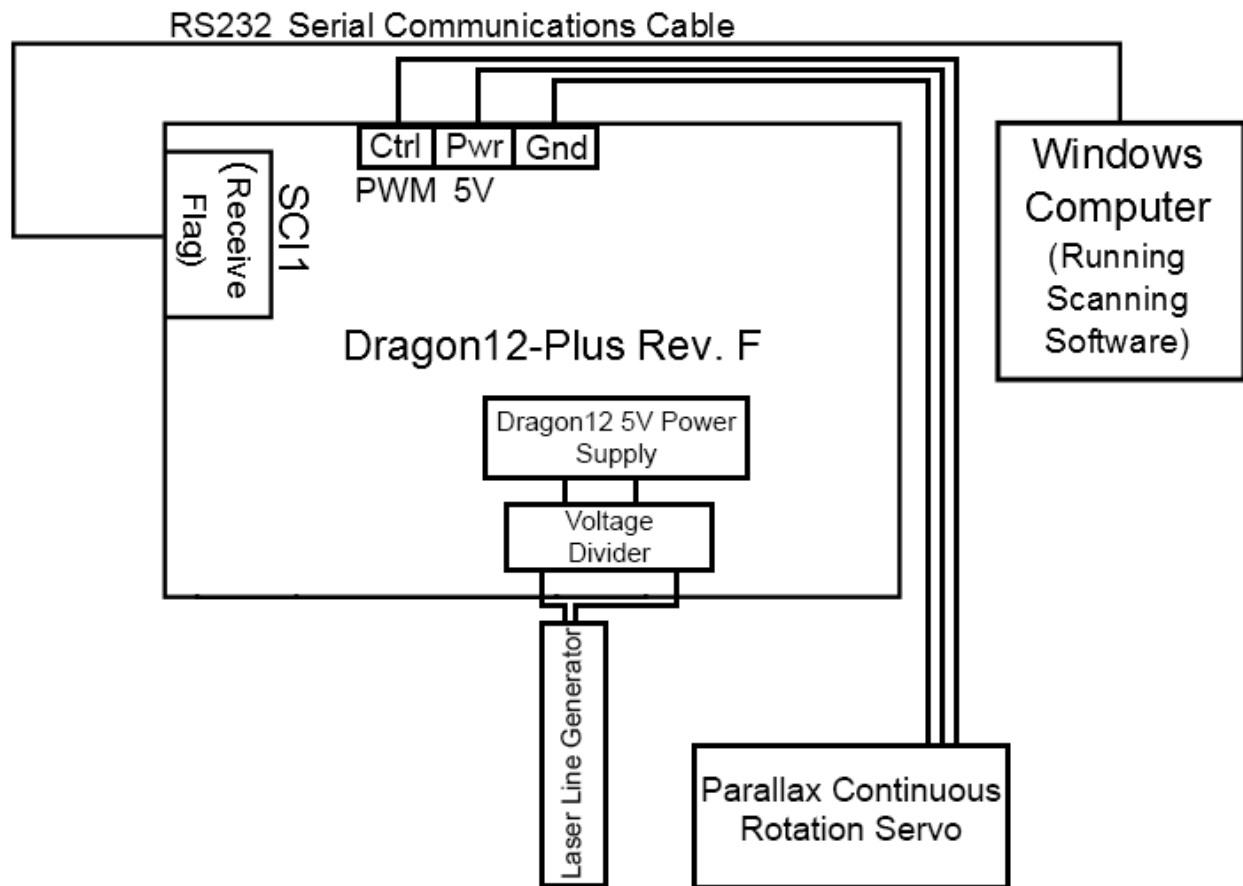 RS232 Serial Communications Cable
Ctrl Pwr Gnd
PWM 5V
SCI1
(Receive
Flag)
Windows
Computer
(Running
Scanning
Software)
Dragon12-Plus Rev. F
Dragon12 5V Power
Supply
Voltage
Divider
Laser Line Generator
Parallax Continuous
Rotation Servo